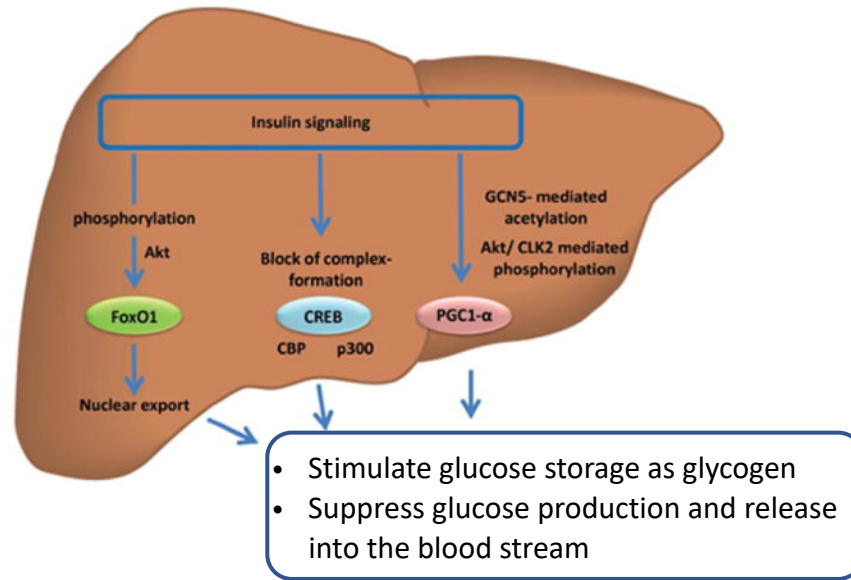 Insulin signaling
phosphorylation
Akt
FoxO1
Nuclear export
Block of complex-
formation
CREB
CBP p300
GCN5- mediated
acetylation
Akt/ CLK2 mediated
phosphorylation
PGC1-α
• Stimulate glucose storage as glycogen
• Suppress glucose production and release
into the blood stream